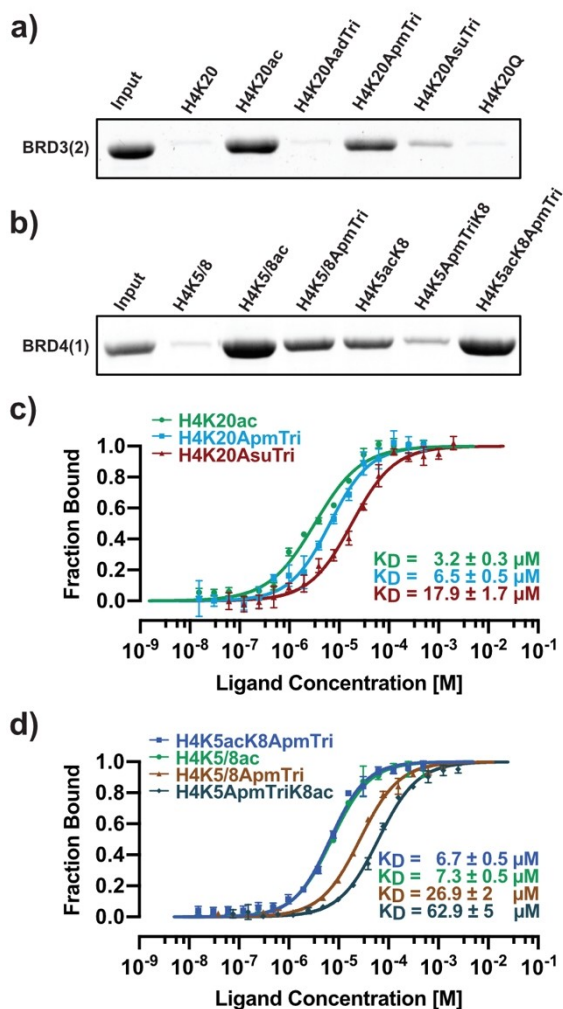 a)
Input
H4K20
H4K20ac
H4K20AadTri
H4K20ApmTri
H4K20AsuTri
H4K20Q
BRD3(2)
b)
Input
H4K5/8
H4K5/8ac
H4K5/8ApmTri
H4K5acK8
H4K5ApmTriK8
H4K5acK8ApmTri
BRD4(1)
c)
H4K20ac
H4K20ApmTri
H4K20AsuTri
Fraction Bound
1.0
0.8
0.6
0.4
0.2
0.0
KD = 3.2 ± 0.3 µM
KD = 6.5 ± 0.5 µM
KD = 17.9 ± 1.7 µM
10-9 10-8 10-7 10-6 10-5 10-4 10-3 10-2 10-1
Ligand Concentration [M]
d)
H4K5acK8ApmTri
H4K5/8ac
H4K5/8ApmTri
H4K5ApmTriK8ac
Fraction Bound
1.0
0.8
0.6
0.4
0.2
0.0
KD = 6.7 ± 0.5 µM
KD = 7.3 ± 0.5 µM
KD = 26.9 ± 2 µM
KD = 62.9 ± 5 µM
10-9 10-8 10-7 10-6 10-5 10-4 10-3 10-2 10-1
Ligand Concentration [M]